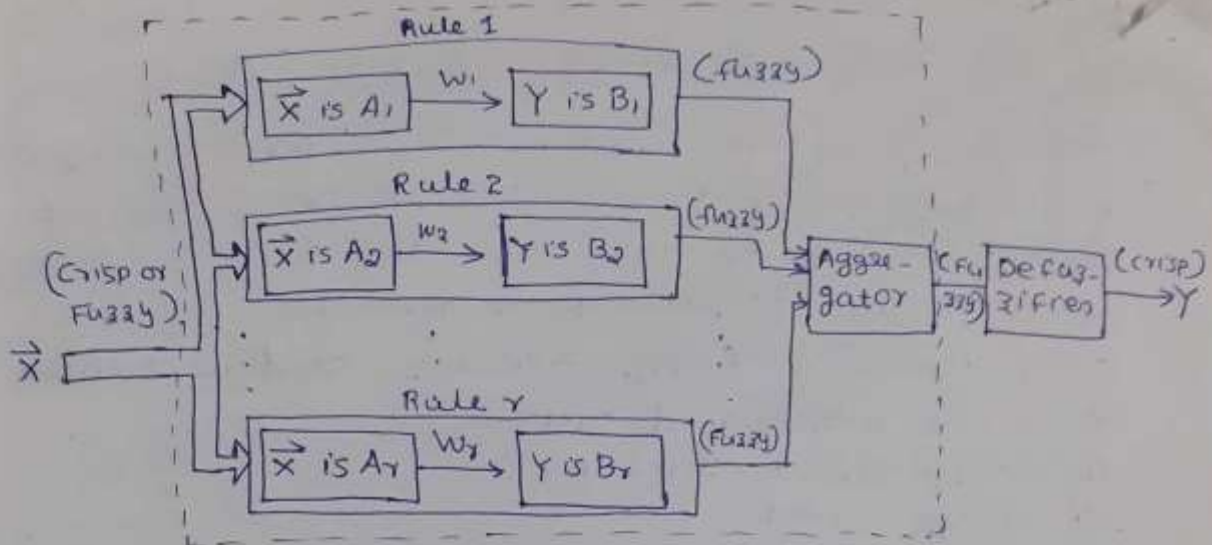 Rule 1
X is A1
W1
Y is B1
(fuzzy)
Rule 2
X is A2
W2
Y is B2
(fuzzy)
(Crisp or
Fuzzy)
X
Aggre-
gator
(Fu
zzy)
Defuz-
zifier
(crisp)
Y
Rule r
X is Ar
Wr
Y is Br
(Fuzzy)